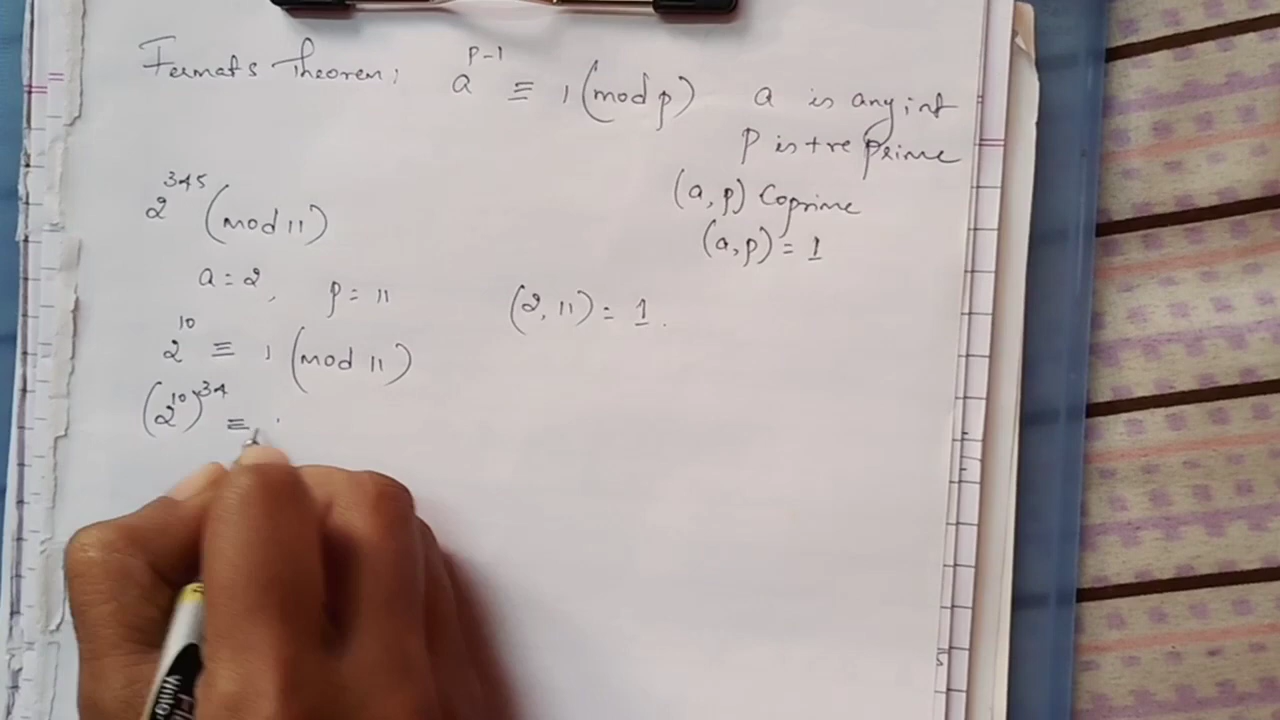 Fermat's Theorem: a^{p-1} ≡ 1 (mod p) a is any int
p is +ve prime
(a, p) Coprime
2^{345} (mod 11)
(a, p) = 1
a = 2, p = 11 (2, 11) = 1.
2^{10} ≡ 1 (mod 11)
(2^{10})^{34} ≡